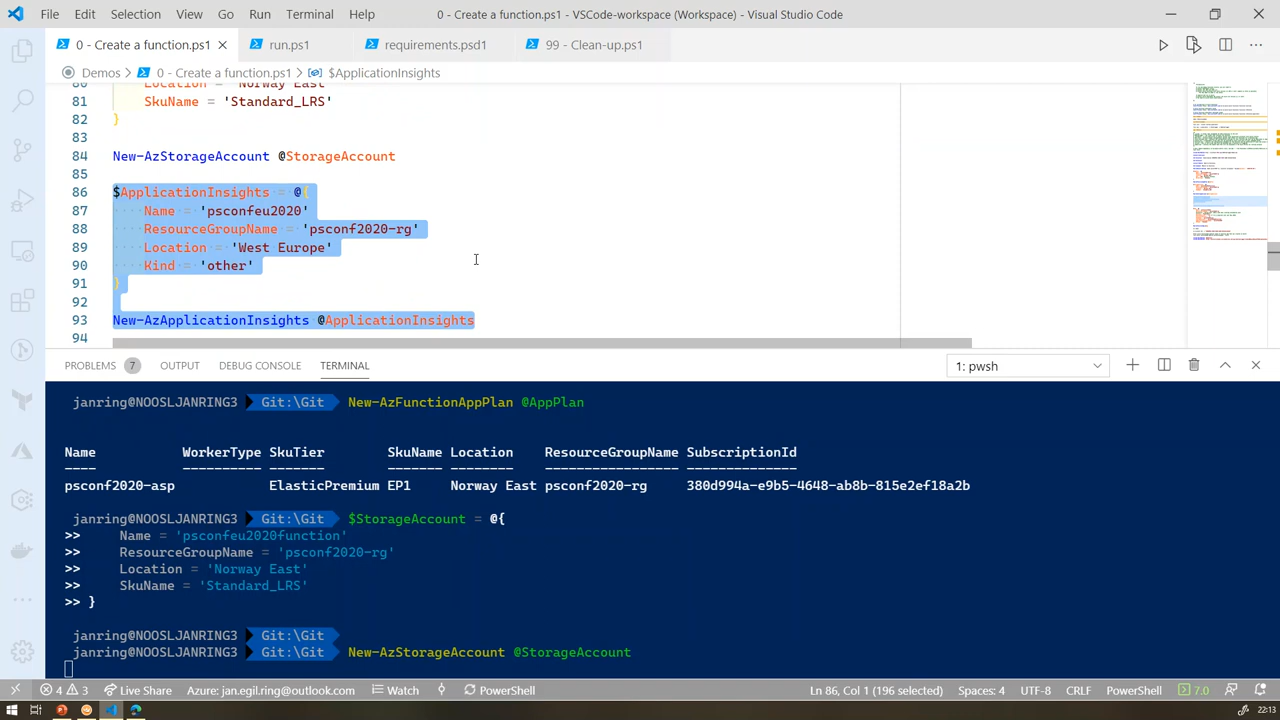 File Edit Selection View Go Run Terminal Help 0 - Create a function.ps1 - VSCode-workspace (Workspace) - Visual Studio Code
0 - Create a function.ps1 run.ps1 requirements.psd1 99 - Clean-up.ps1
Demos > 0 - Create a function.ps1 > $ApplicationInsights
80 Location = 'Norway East'
81 SkuName = 'Standard_LRS'
82 }
83
84 New-AzStorageAccount @StorageAccount
85
86 $ApplicationInsights = @{
87 Name = 'psconfeu2020'
88 ResourceGroupName = 'psconf2020-rg'
89 Location = 'West Europe'
90 Kind = 'other'
91 }
92
93 New-AzApplicationInsights @ApplicationInsights
94
PROBLEMS 7 OUTPUT DEBUG CONSOLE TERMINAL 1: pwsh
janring@NOOSLJANRING3 Git:\Git New-AzFunctionAppPlan @AppPlan
Name WorkerType SkuTier SkuName Location ResourceGroupName SubscriptionId
---- ---------- ------- ------- -------- ----------------- --------------
psconf2020-asp ElasticPremium EP1 Norway East psconf2020-rg 380d994a-e9b5-4648-ab8b-815e2ef18a2b
janring@NOOSLJANRING3 Git:\Git $StorageAccount = @{
>> Name = 'psconfeu2020function'
>> ResourceGroupName = 'psconf2020-rg'
>> Location = 'Norway East'
>> SkuName = 'Standard_LRS'
>> }
janring@NOOSLJANRING3 Git:\Git
janring@NOOSLJANRING3 Git:\Git New-AzStorageAccount @StorageAccount
4 3 Live Share Azure: jan.egil.ring@outlook.com Watch PowerShell Ln 86, Col 1 (196 selected) Spaces: 4 UTF-8 CRLF PowerShell 7.0
22:13